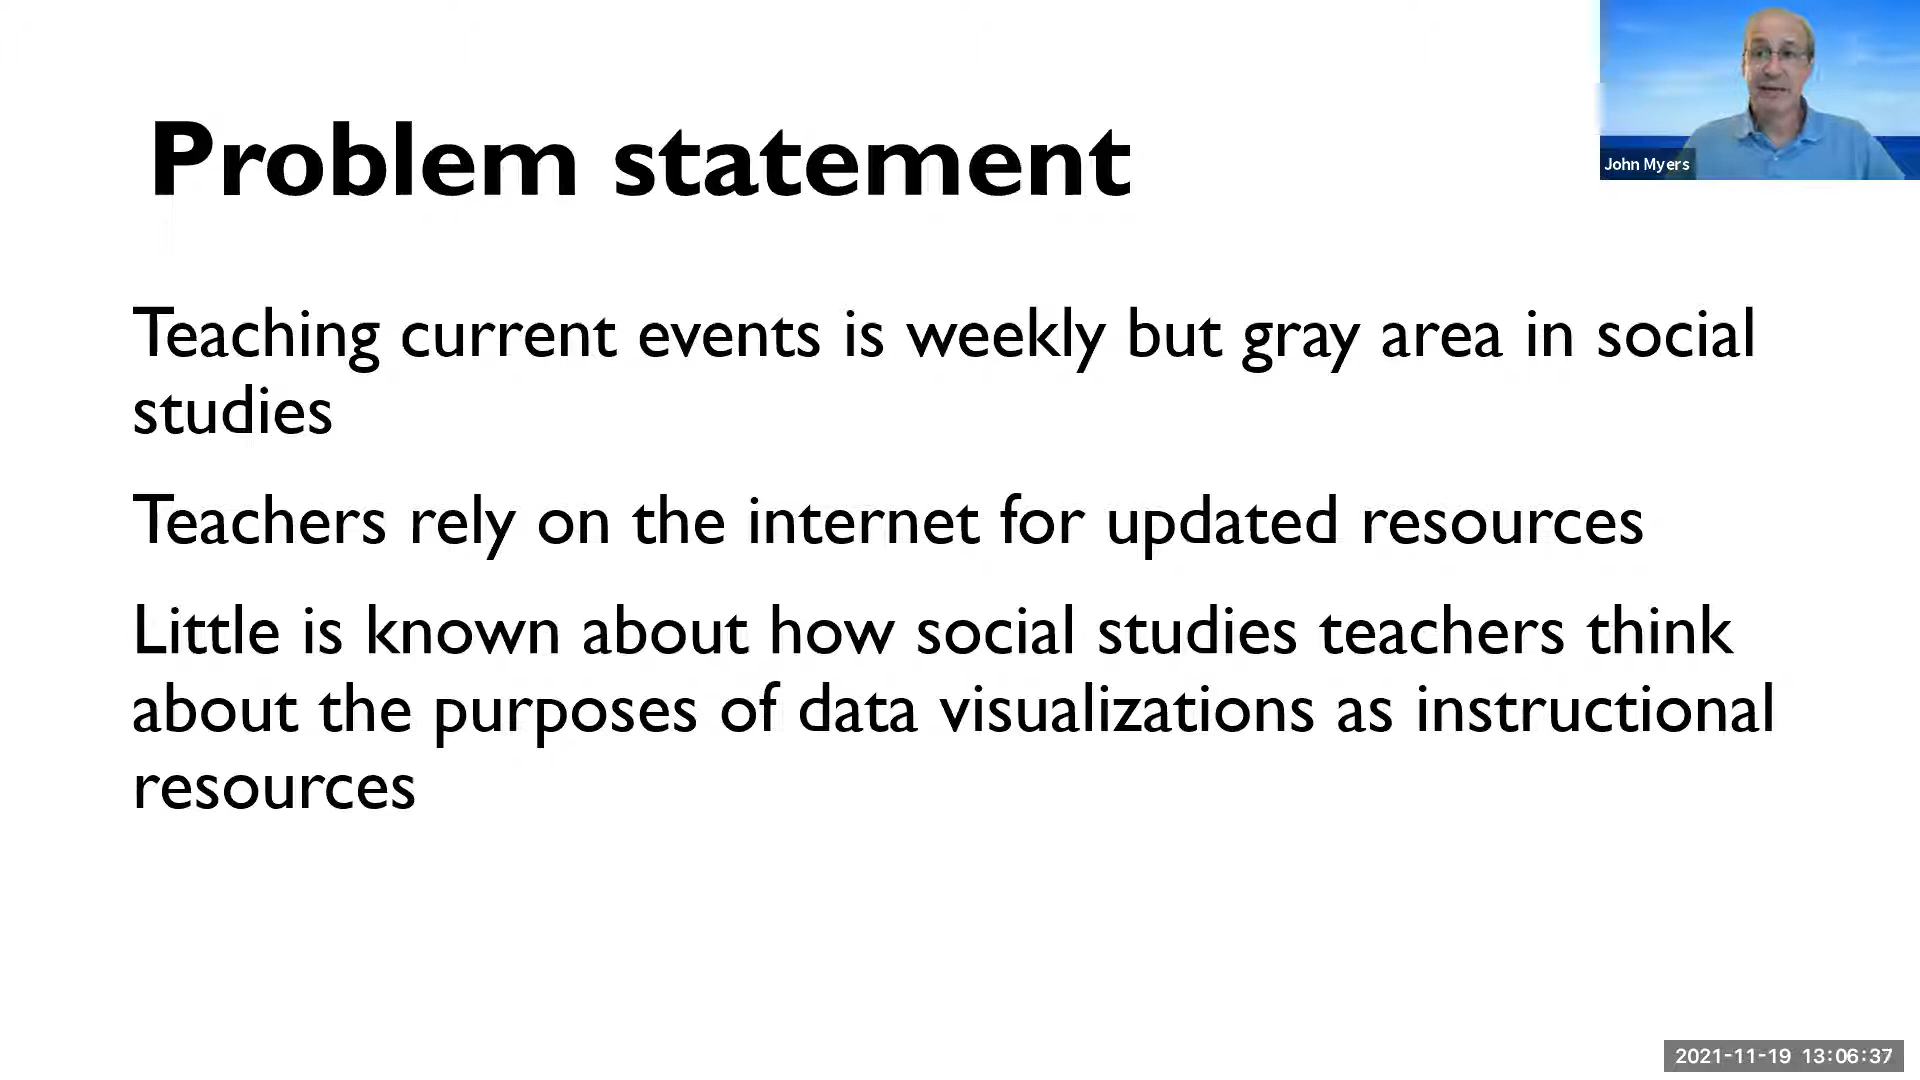 Problem statement
John Myers
Teaching current events is weekly but gray area in social
studies
Teachers rely on the internet for updated resources
Little is known about how social studies teachers think
about the purposes of data visualizations as instructional
resources
2021-11-19 13:06:37